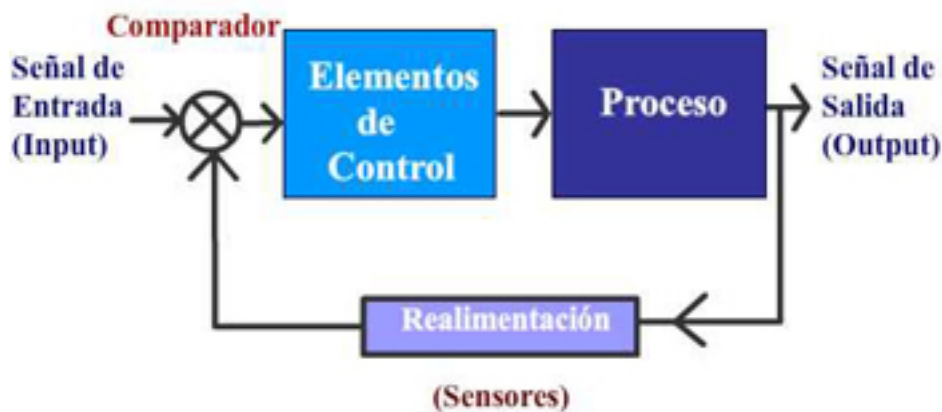 Comparador
Señal de
Entrada
(Input)
Elementos
de
Control
Proceso
Señal de
Salida
(Output)
Realimentación
(Sensores)